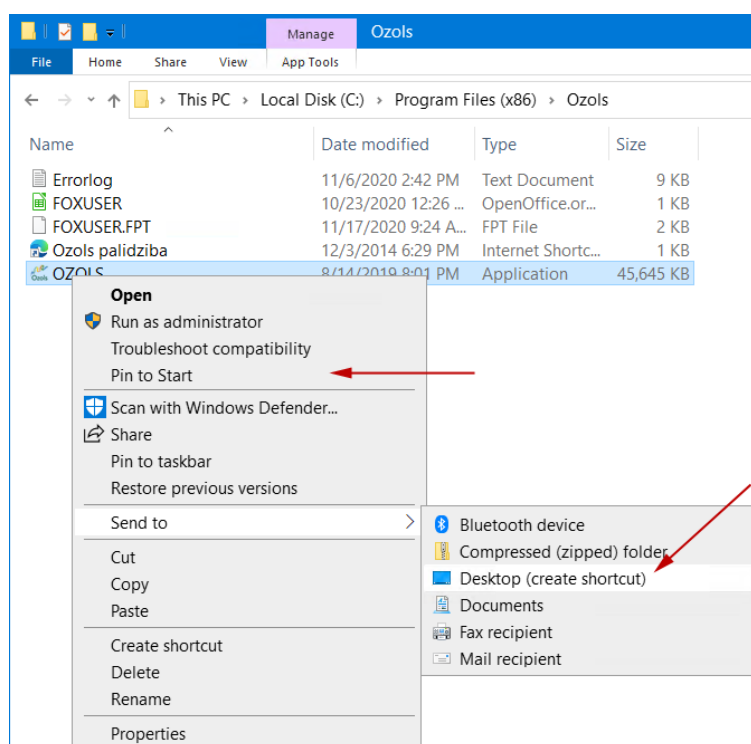 Manage Ozols
File Home Share View App Tools
This PC > Local Disk (C:) > Program Files (x86) > Ozols
Name Date modified Type Size
Errorlog 11/6/2020 2:42 PM Text Document 9 KB
FOXUSER 10/23/2020 12:26 ... OpenOffice.or... 1 KB
FOXUSER.FPT 11/17/2020 9:24 A... FPT File 2 KB
Ozols palidziba 12/3/2014 6:29 PM Internet Shortc... 1 KB
OZOLS 8/14/2019 8:01 PM Application 45,645 KB
Open
Run as administrator
Troubleshoot compatibility
Pin to Start
Scan with Windows Defender...
Share
Pin to taskbar
Restore previous versions
Send to
Cut
Copy
Paste
Create shortcut
Delete
Rename
Properties
Bluetooth device
Compressed (zipped) folder
Desktop (create shortcut)
Documents
Fax recipient
Mail recipient